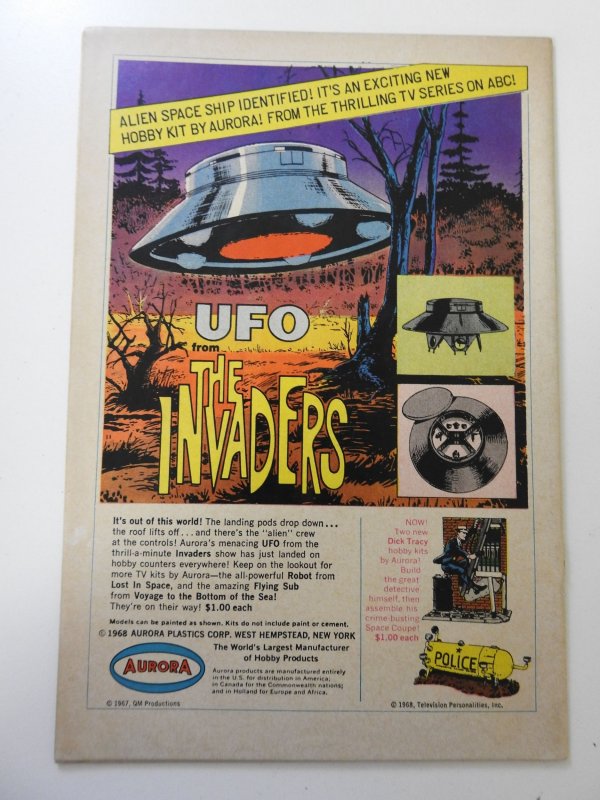 ALIEN SPACE SHIP IDENTIFIED! IT'S AN EXCITING NEW
HOBBY KIT BY AURORA! FROM THE THRILLING TV SERIES ON ABC!
UFO
from
THE
INVADERS
It's out of this world! The landing pods drop down...
the roof lifts off...and there's the "alien" crew
at the controls! Aurora's menacing UFO from the
thrill-a-minute Invaders show has just landed on
hobby counters everywhere! Keep on the lookout for
more TV kits by Aurora—the all-powerful Robot from
Lost In Space, and the amazing Flying Sub
from Voyage to the Bottom of the Sea!
They're on their way! $1.00 each
Models can be painted as shown. Kits do not include paint or cement.
© 1968 AURORA PLASTICS CORP. WEST HEMPSTEAD, NEW YORK
The World's Largest Manufacturer
of Hobby Products
AURORA
Aurora products are manufactured entirely
in the U.S. for distribution in America;
in Canada for the Commonwealth nations;
and in Holland for Europe and Africa.
© 1967, QM Productions
NOW!
Two new
Dick Tracy
hobby kits
by Aurora!
Build
the great
detective
himself, then
assemble his
crime-busting
Space Coupe!
$1.00 each
POLICE
© 1968, Television Personalities, Inc.